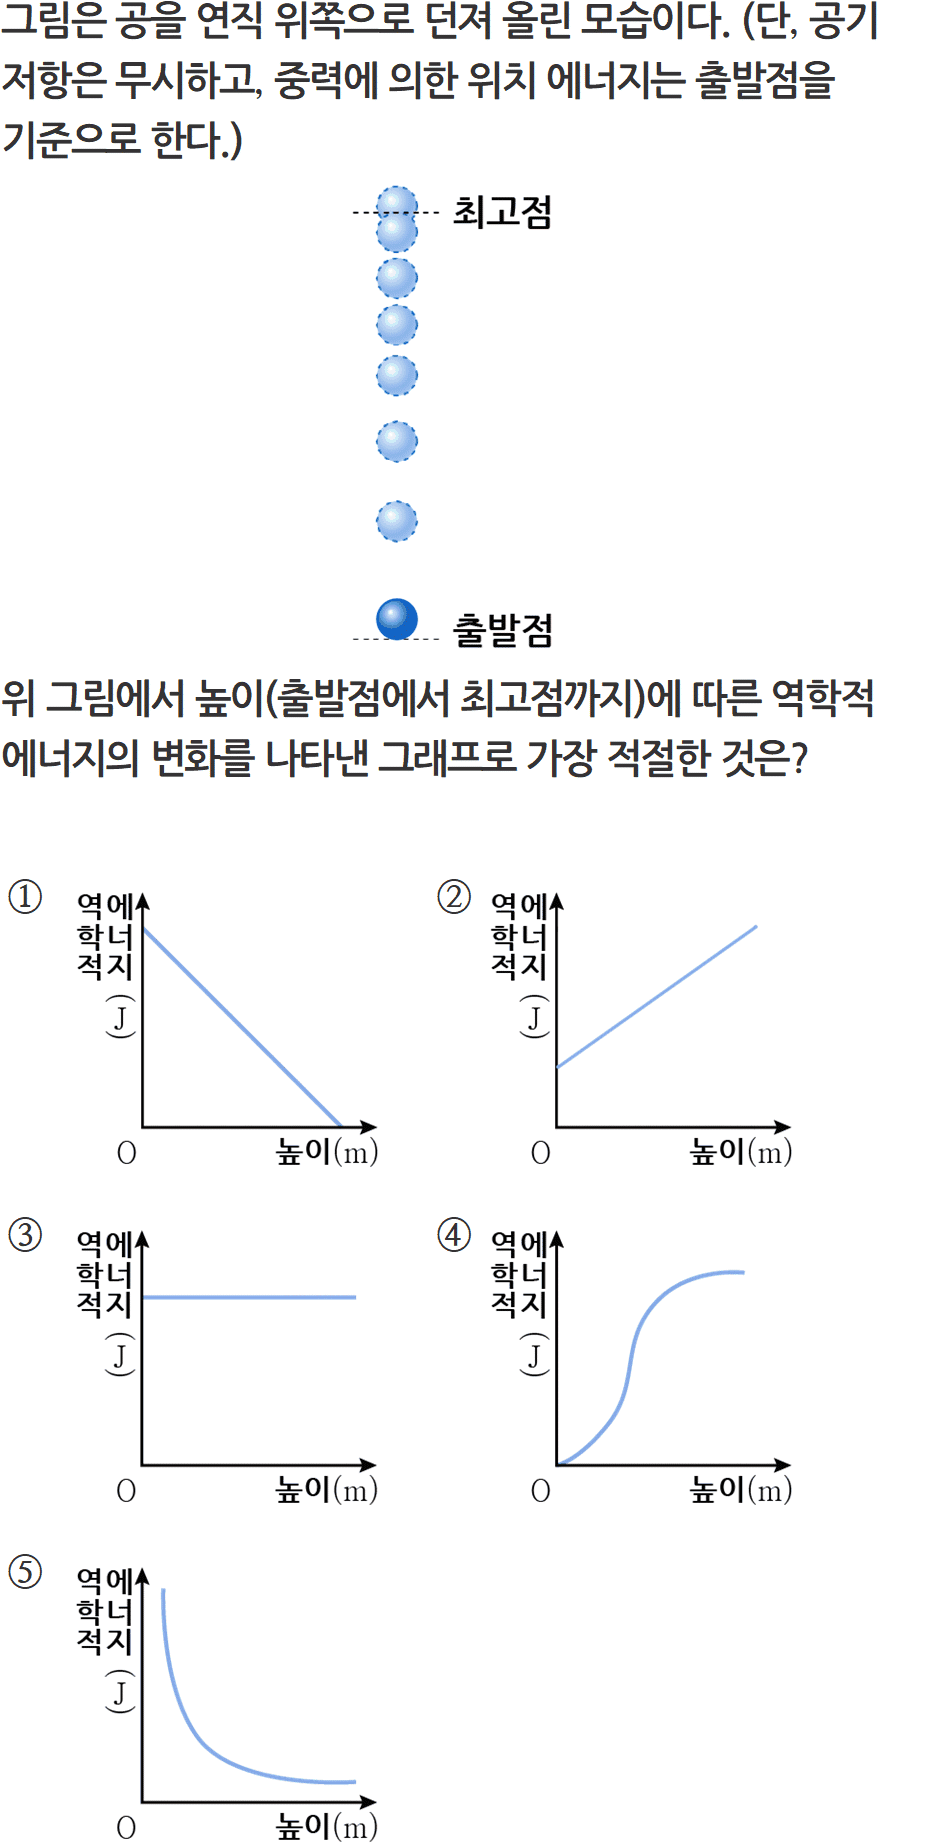 그림은 공을 연직 위쪽으로 던져 올린 모습이다. (단, 공기
저항은 무시하고, 중력에 의한 위치 에너지는 출발점을
기준으로 한다.)
최고점
출발점
위 그림에서 높이(출발점에서 최고점까지)에 따른 역학적
에너지의 변화를 나타낸 그래프로 가장 적절한 것은?
①
역학적
에너지
(J)
O
높이(m)
②
역학적
에너지
(J)
O
높이(m)
③
역학적
에너지
(J)
O
높이(m)
④
역학적
에너지
(J)
O
높이(m)
⑤
역학적
에너지
(J)
O
높이(m)